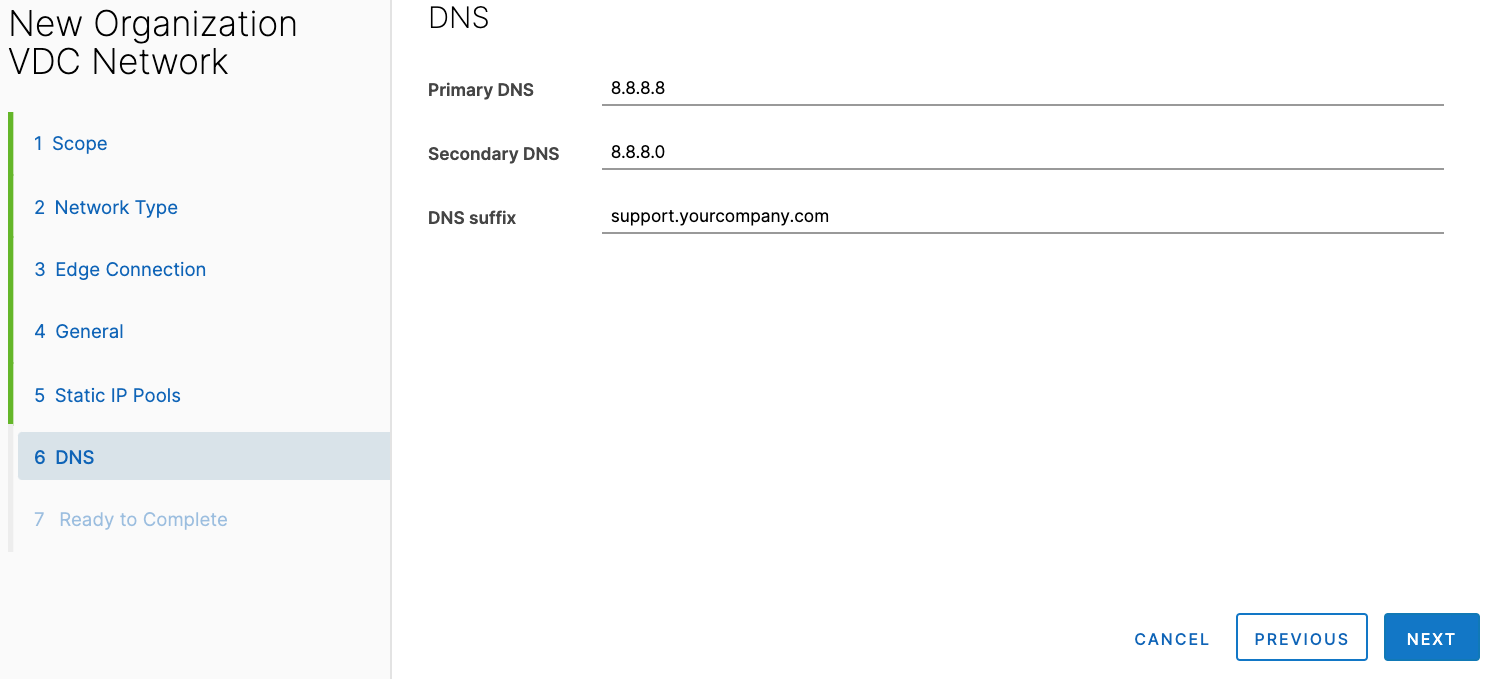 New Organization
VDC Network
1 Scope
2 Network Type
3 Edge Connection
4 General
5 Static IP Pools
6 DNS
7 Ready to Complete
DNS
Primary DNS 8.8.8.8
Secondary DNS 8.8.8.0
DNS suffix support.yourcompany.com
CANCEL PREVIOUS NEXT